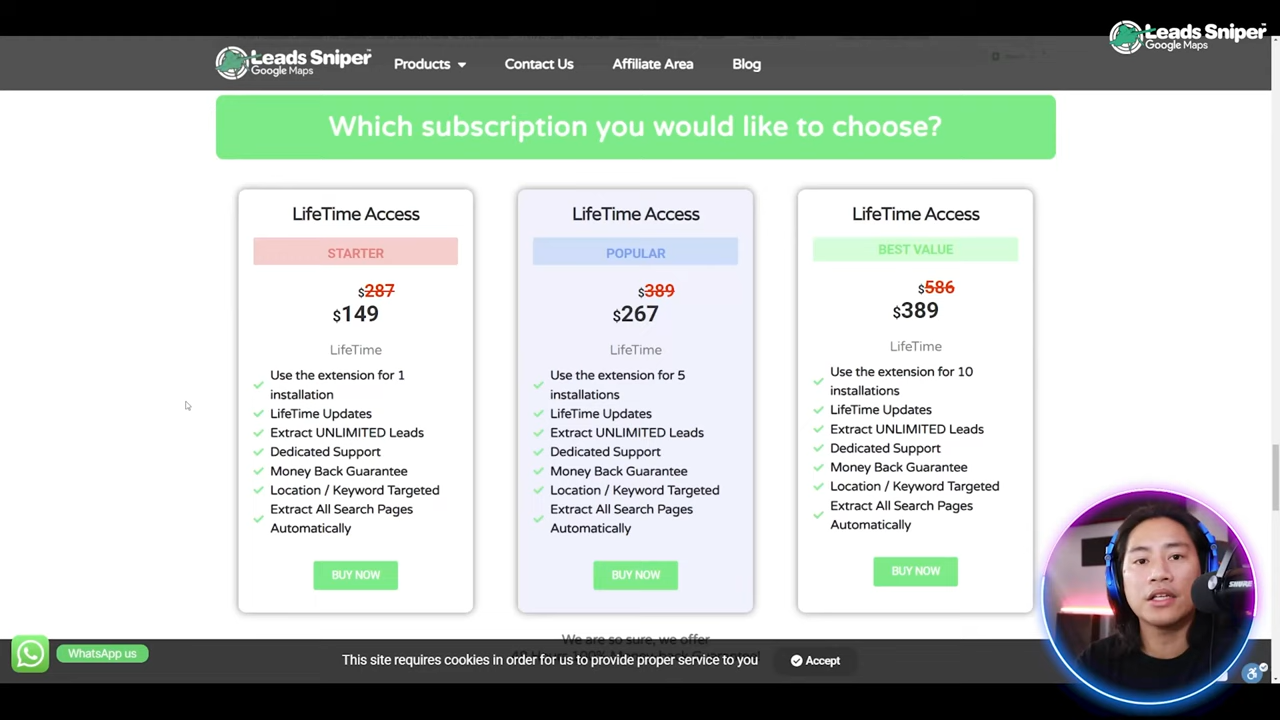 Leads Sniper™
Google Maps
Leads Sniper™
Google Maps
Products
Contact Us
Affiliate Area
Blog
Which subscription you would like to choose?
LifeTime Access
STARTER
$287
$149
LifeTime
Use the extension for 1
installation
LifeTime Updates
Extract UNLIMITED Leads
Dedicated Support
Money Back Guarantee
Location / Keyword Targeted
Extract All Search Pages
Automatically
BUY NOW
LifeTime Access
POPULAR
$389
$267
LifeTime
Use the extension for 5
installations
LifeTime Updates
Extract UNLIMITED Leads
Dedicated Support
Money Back Guarantee
Location / Keyword Targeted
Extract All Search Pages
Automatically
BUY NOW
LifeTime Access
BEST VALUE
$586
$389
LifeTime
Use the extension for 10
installations
LifeTime Updates
Extract UNLIMITED Leads
Dedicated Support
Money Back Guarantee
Location / Keyword Targeted
Extract All Search Pages
Automatically
BUY NOW
We are so sure, we offer
WhatsApp us
This site requires cookies in order for us to provide proper service to you
Accept
SHURE